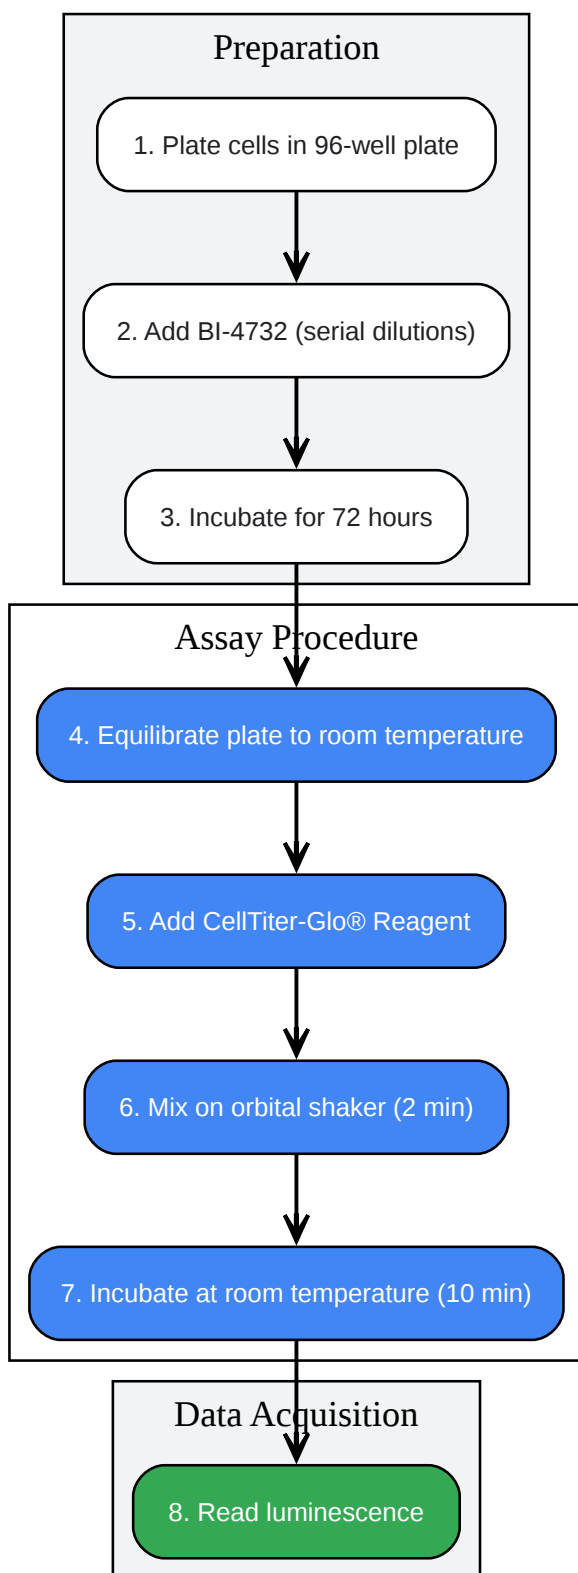 Preparation
1. Plate cells in 96-well plate
2. Add BI-4732 (serial dilutions)
3. Incubate for 72 hours
Assay Procedure
4. Equilibrate plate to room temperature
5. Add CellTiter-Glo® Reagent
6. Mix on orbital shaker (2 min)
7. Incubate at room temperature (10 min)
Data Acquisition
8. Read luminescence